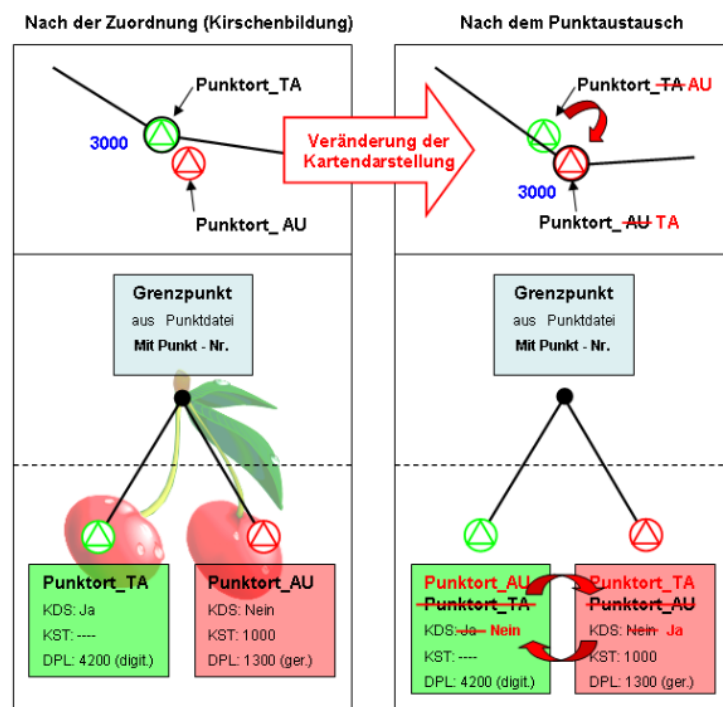 Nach der Zuordnung (Kirschenbildung)
Punktort_TA
3000
Punktort_ AU
Veränderung der
Kartendarstellung
Nach dem Punktaustausch
Punktort_TA AU
3000
Punktort_AU TA
Grenzpunkt
aus Punktdatei
Mit Punkt - Nr.
Grenzpunkt
aus Punktdatei
Mit Punkt - Nr.
Punktort_TA
KDS: Ja
KST: ----
DPL: 4200 (digit.)
Punktort_AU
KDS: Nein
KST: 1000
DPL: 1300 (ger.)
Punktort_AU
Punktort_TA
KDS: Ja Nein
KST: ----
DPL: 4200 (digit.)
Punktort_TA
Punktort_AU
KDS: Nein Ja
KST: 1000
DPL: 1300 (ger.)